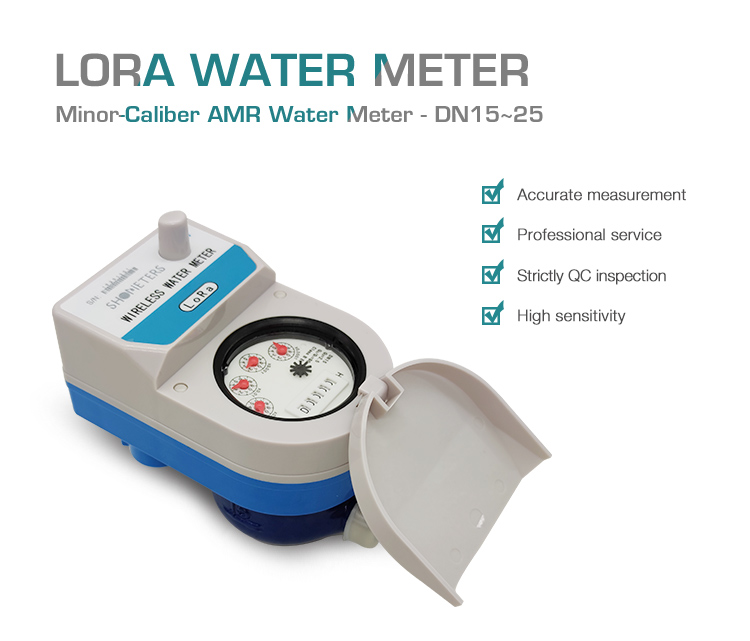 LORA WATER METER
Minor-Caliber AMR Water Meter - DN15~25
Accurate measurement
Professional service
Strictly QC inspection
High sensitivity
S/N:
SHOMETERS
WIRELESS WATER METER
LoRa